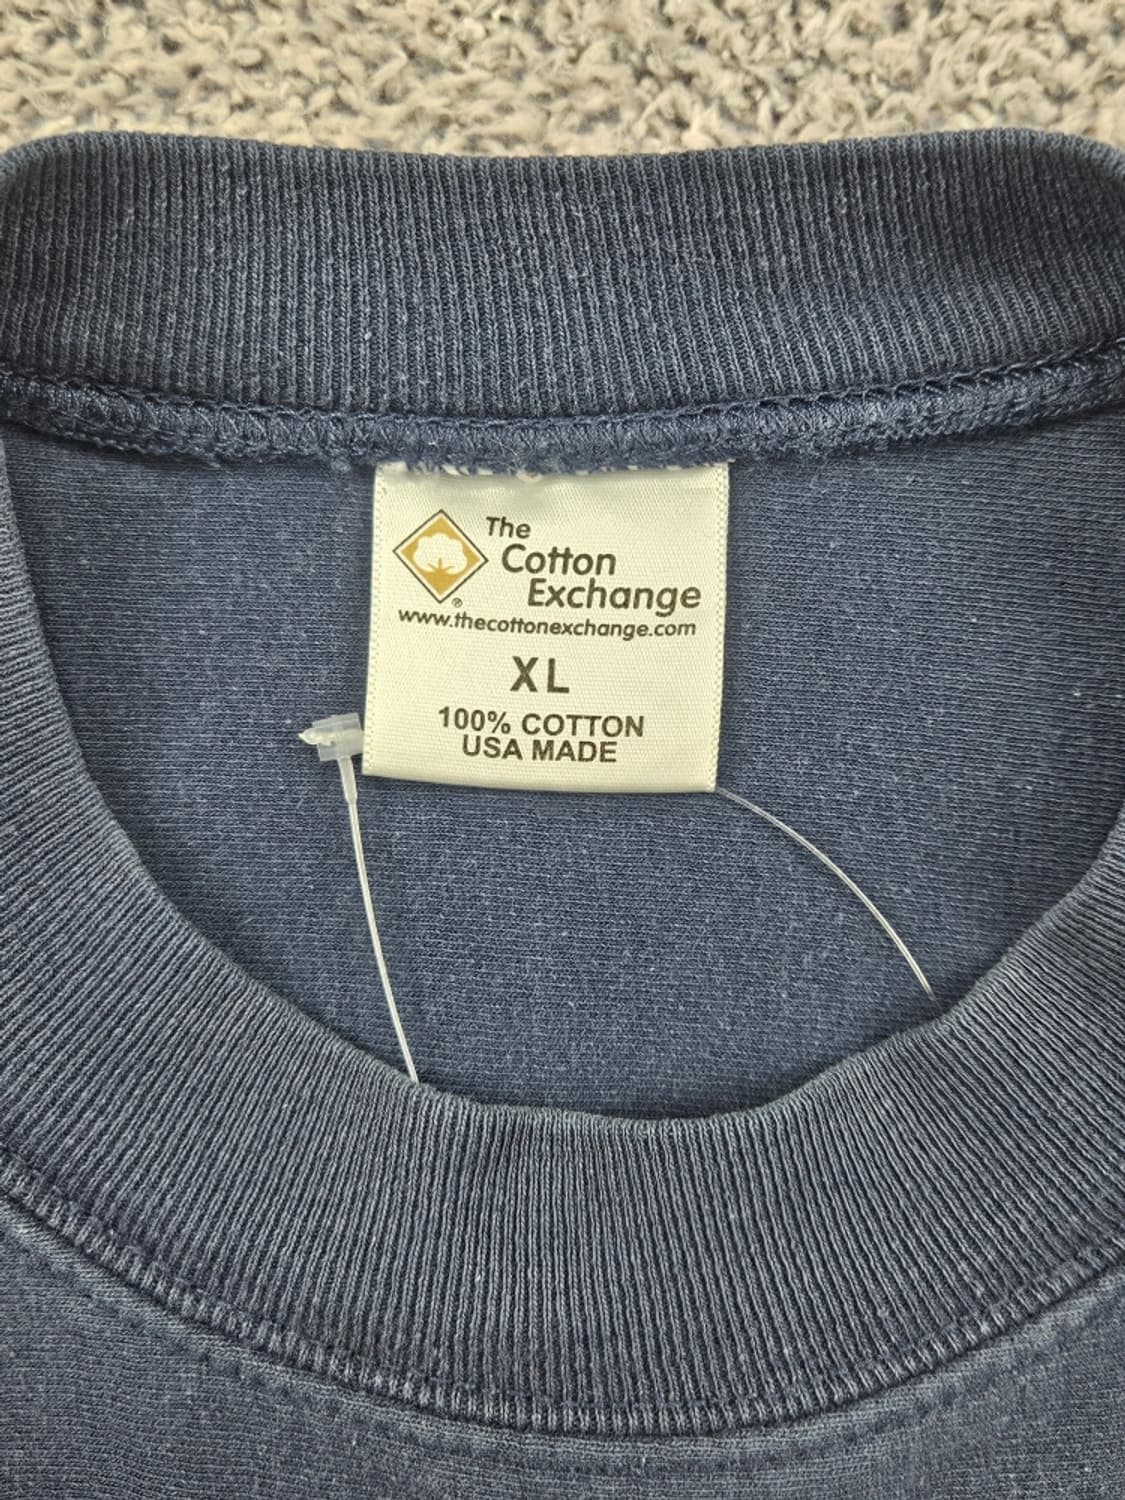 The
Cotton
Exchange
®
www.thecottonexchange.com
XL
100% COTTON
USA MADE